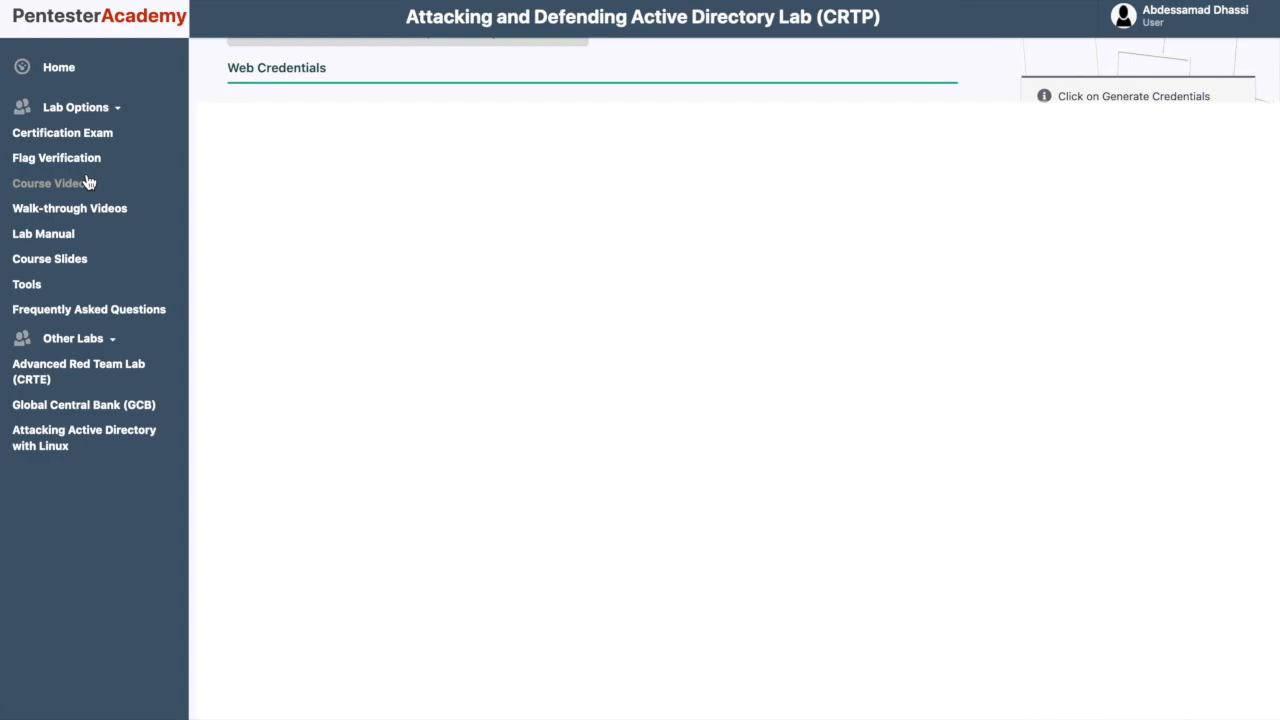 PentesterAcademy
Attacking and Defending Active Directory Lab (CRTP)
Abdessamad Dhassi
User
Home
Lab Options
Certification Exam
Flag Verification
Course Vide
Walk-through Videos
Lab Manual
Course Slides
Tools
Frequently Asked Questions
Other Labs
Advanced Red Team Lab
(CRTE)
Global Central Bank (GCB)
Attacking Active Directory
with Linux
Web Credentials
Click on Generate Credentials